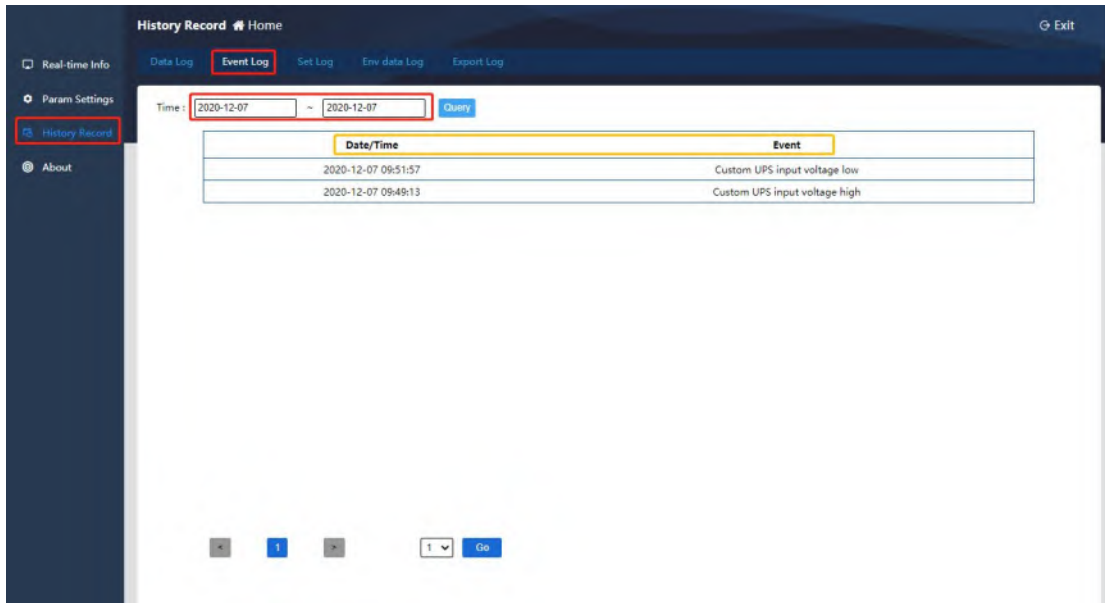 History Record Home
Exit
Real-time Info
Param Settings
History Record
About
Data Log Event Log Set Log Env data Log Export Log
Time : 2020-12-07 ~ 2020-12-07 Query
Date/Time Event
2020-12-07 09:51:57 Custom UPS input voltage low
2020-12-07 09:49:13 Custom UPS input voltage high
< 1 > 1 Go